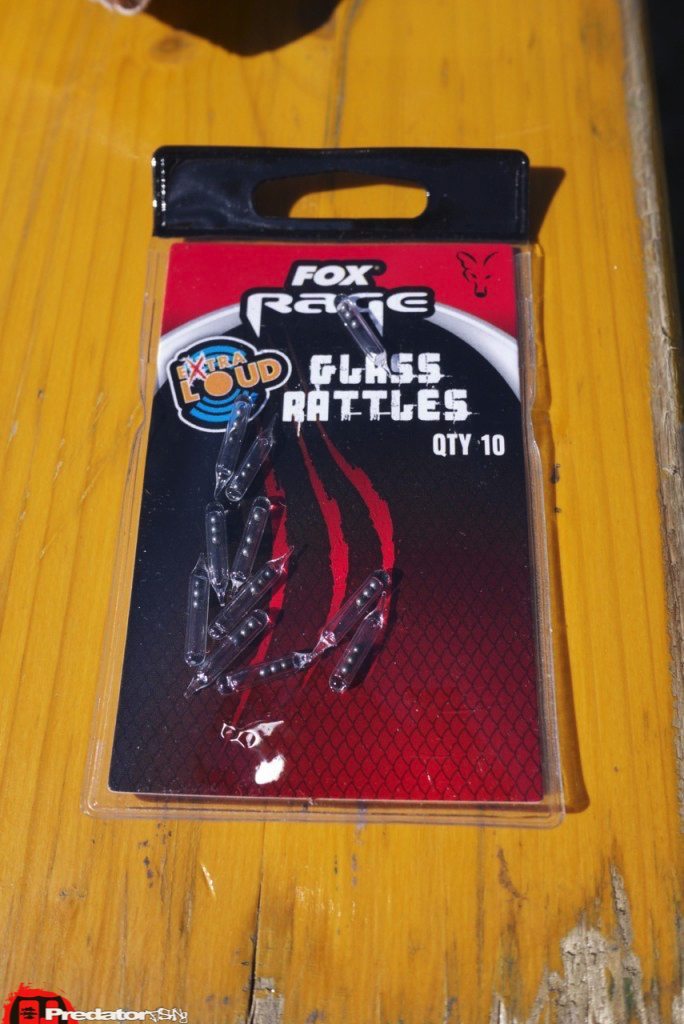 FOX
Rage
EXTRA
LOUD
GLASS
RATTLES
QTY 10
Predator